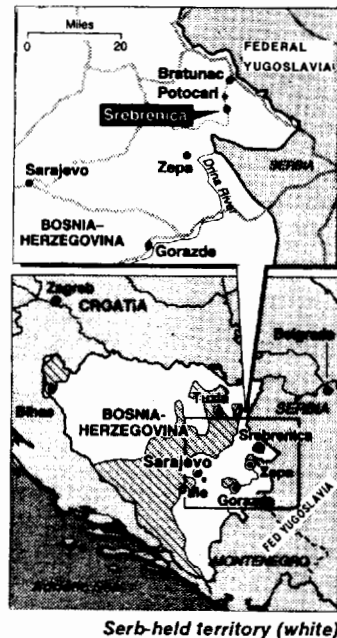 Miles
0 20
FEDERAL
YUGOSLAVIA
Bratunac
Potocari
Srebrenica
SERBIA
Zepa
Sarajevo
Drina River
BOSNIA–
HERZEGOVINA
Gorazde
Zagreb
CROATIA
Belgrade
Tuzla
SERBIA
Bihac
BOSNIA-
HERZEGOVINA
Srebrenica
Sarajevo
Zepa
Gorazde
FED YUGOSLAVIA
MONTENEGRO
Serb-held territory (white)